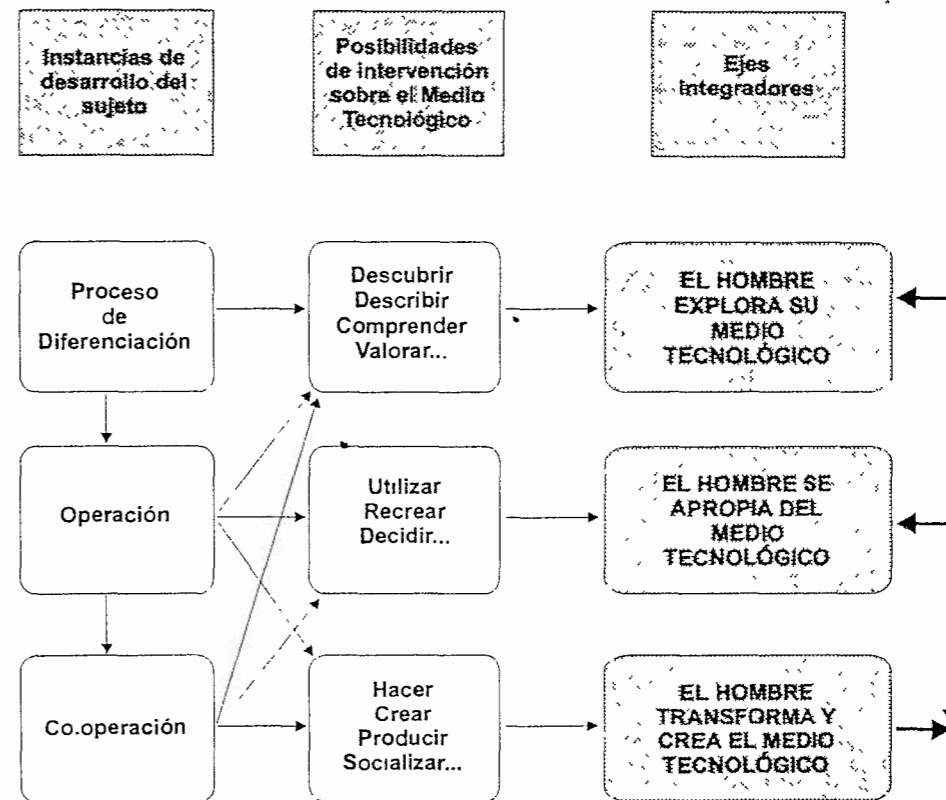 Instancias de
desarrollo del
sujeto
Posibilidades
de intervención
sobre el Medio
Tecnológico
Ejes
Integradores
Proceso
de
Diferenciación
Descubrir
Describir
Comprender
Valorar...
EL HOMBRE
EXPLORA SU
MEDIO
TECNOLÓGICO
Operación
Utilizar
Recrear
Decidir...
EL HOMBRE SE
APROPIA DEL
MEDIO
TECNOLÓGICO
Co.operación
Hacer
Crear
Producir
Socializar...
EL HOMBRE
TRANSFORMA Y
CREA EL MEDIO
TECNOLÓGICO